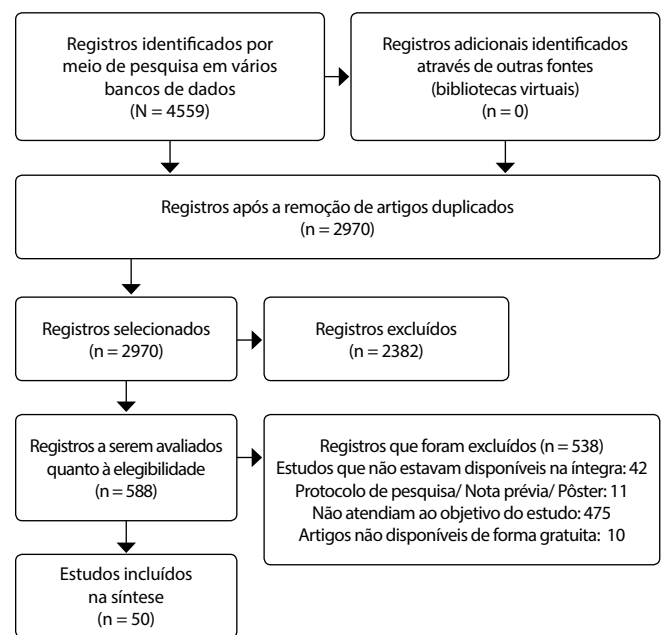 Registros identificados por
meio de pesquisa em vários
bancos de dados
(N = 4559)
Registros adicionais identificados
através de outras fontes
(bibliotecas virtuais)
(n = 0)
Registros após a remoção de artigos duplicados
(n = 2970)
Registros selecionados
(n = 2970)
Registros excluídos
(n = 2382)
Registros a serem avaliados
quanto à elegibilidade
(n = 588)
Registros que foram excluídos (n = 538)
Estudos que não estavam disponíveis na íntegra: 42
Protocolo de pesquisa/ Nota prévia/ Pôster: 11
Não atendiam ao objetivo do estudo: 475
Artigos não disponíveis de forma gratuita: 10
Estudos incluídos
na síntese
(n = 50)